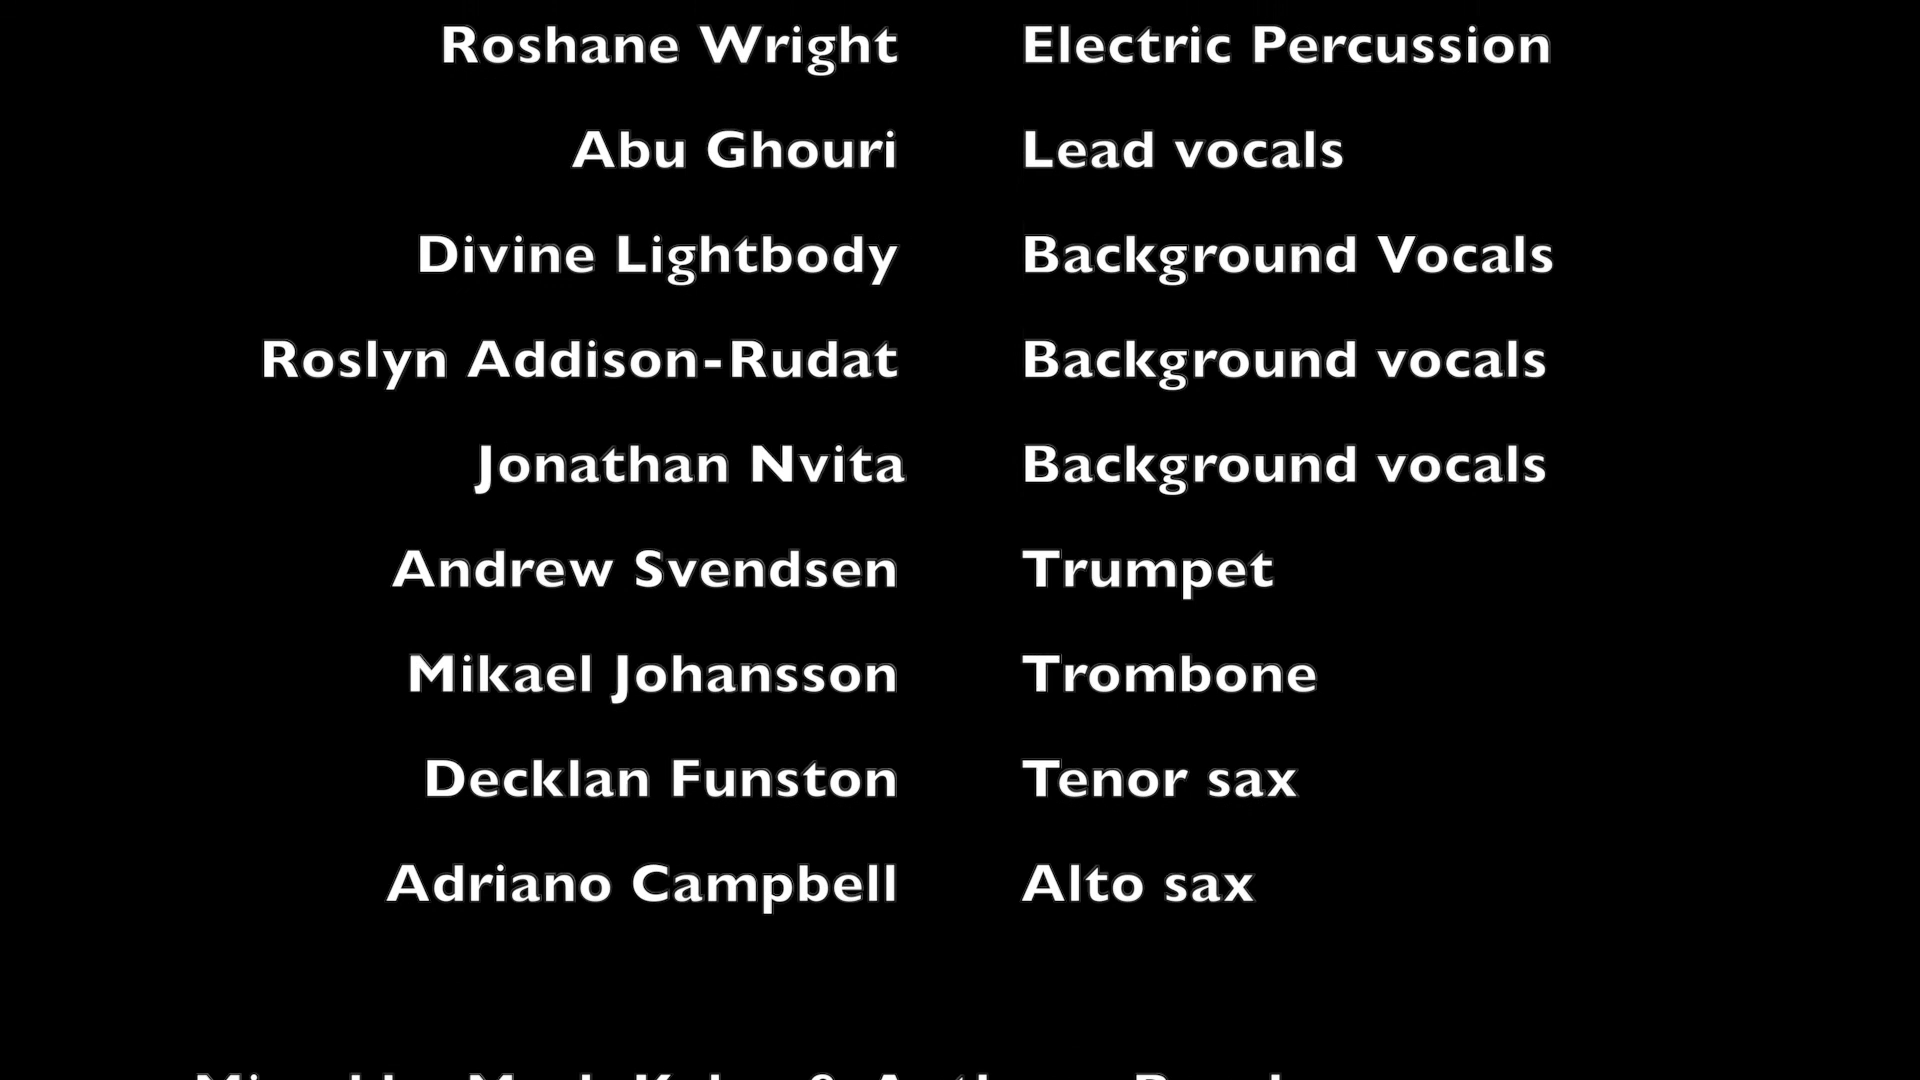 Roshane Wright Electric Percussion
Abu Ghouri Lead vocals
Divine Lightbody Background Vocals
Roslyn Addison-Rudat Background vocals
Jonathan Nvita Background vocals
Andrew Svendsen Trumpet
Mikael Johansson Trombone
Decklan Funston Tenor sax
Adriano Campbell Alto sax